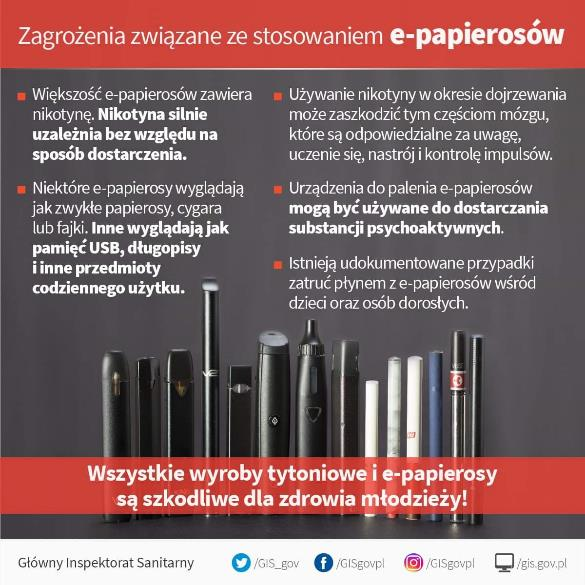 Zagrożenia związane ze stosowaniem e-papierosów
Większość e-papierosów zawiera
nikotynę. Nikotyna silnie
uzależnia bez względu na
sposób dostarczenia.
Niektóre e-papierosy wyglądają
jak zwykłe papierosy, cygara
lub fajki. Inne wyglądają jak
pamięć USB, długopisy
i inne przedmioty
codziennego użytku.
Używanie nikotyny w okresie dojrzewania
może zaszkodzić tym częściom mózgu,
które są odpowiedzialne za uwagę,
uczenie się, nastrój i kontrolę impulsów.
Urządzenia do palenia e-papierosów
mogą być używane do dostarczania
substancji psychoaktywnych.
Istnieją udokumentowane przypadki
zatruć płynem z e-papierosów wśród
dzieci oraz osób dorosłych.
Wszystkie wyroby tytoniowe i e-papierosy
są szkodliwe dla zdrowia młodzieży!
Główny Inspektorat Sanitarny
/GIS_gov
/GISgovpl
/GISgovpl
/gis.gov.pl